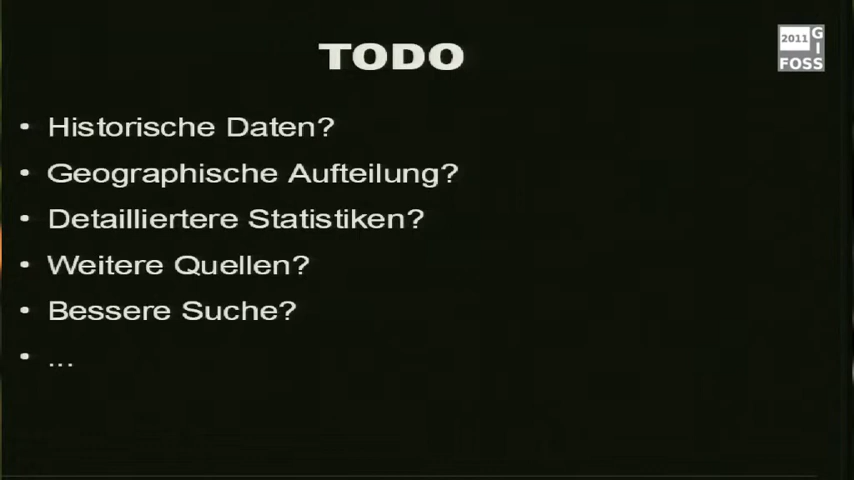 TODO
2011 G
I
FOSS
• Historische Daten?
• Geographische Aufteilung?
• Detailliertere Statistiken?
• Weitere Quellen?
• Bessere Suche?
• ...